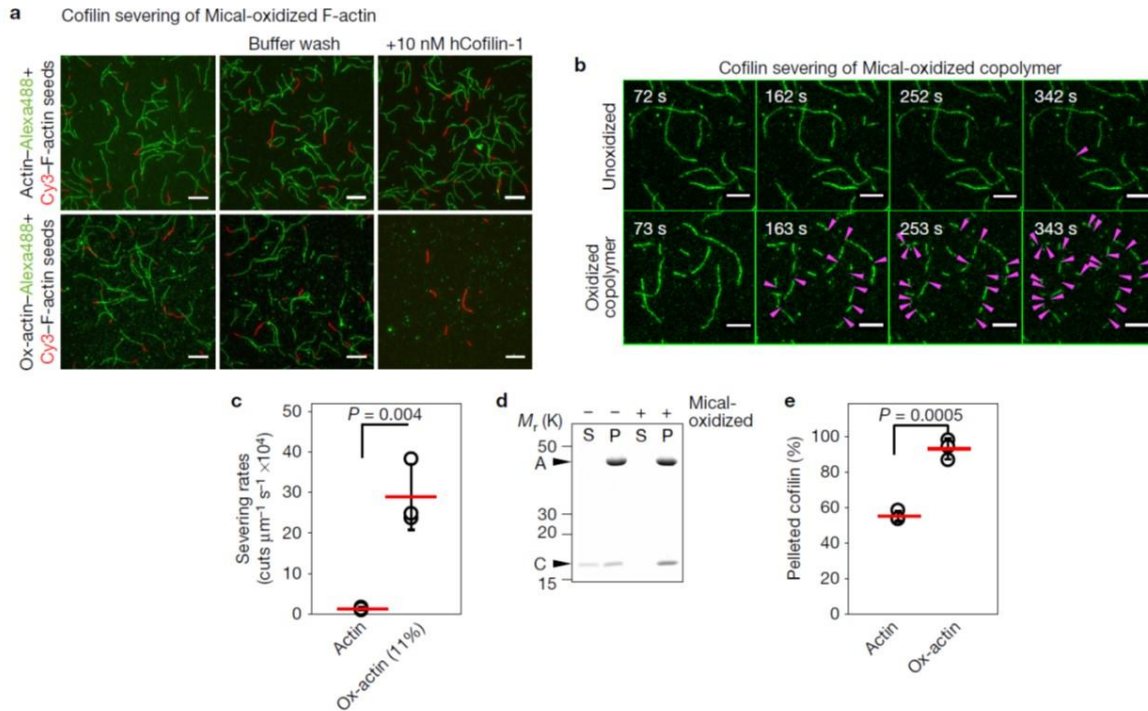 a Cofilin severing of Mical-oxidized F-actin
Buffer wash
+10 nM hCofilin-1
Actin–Alexa488+
Cy3–F-actin seeds
Ox-actin–Alexa488+
Cy3–F-actin seeds
b Cofilin severing of Mical-oxidized copolymer
Unoxidized
72 s
162 s
252 s
342 s
Oxidized
copolymer
73 s
163 s
253 s
343 s
c
P = 0.004
Severing rates
(cuts μm⁻¹ s⁻¹ ×10⁴)
50
40
30
20
10
0
Actin
Ox-actin (11%)
d
Mᵣ (K)
– – + + Mical-
oxidized
S P S P
50
A
30
20
C
15
e
P = 0.0005
Pelleted cofilin (%)
100
80
60
40
20
0
Actin
Ox-actin